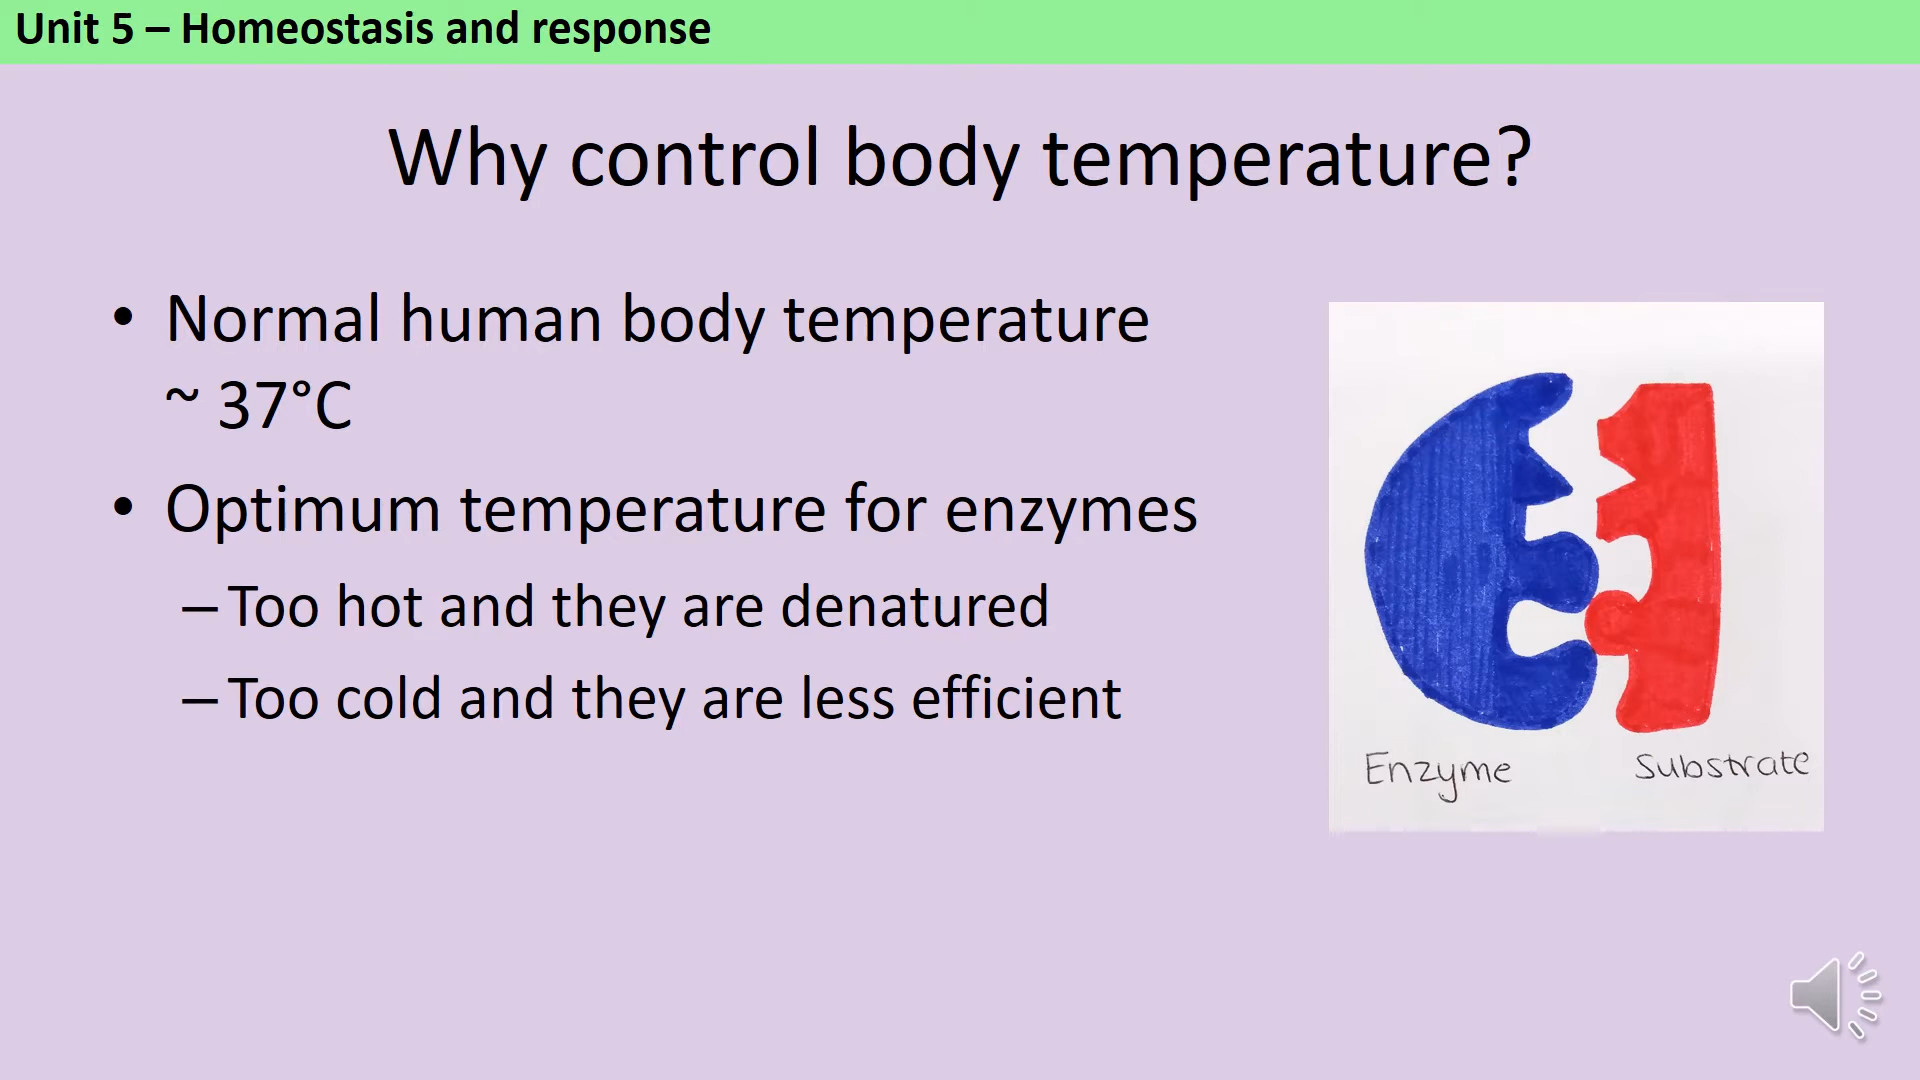 Unit 5 – Homeostasis and response
Why control body temperature?
• Normal human body temperature
~ 37°C
• Optimum temperature for enzymes
– Too hot and they are denatured
– Too cold and they are less efficient
Enzyme
Substrate